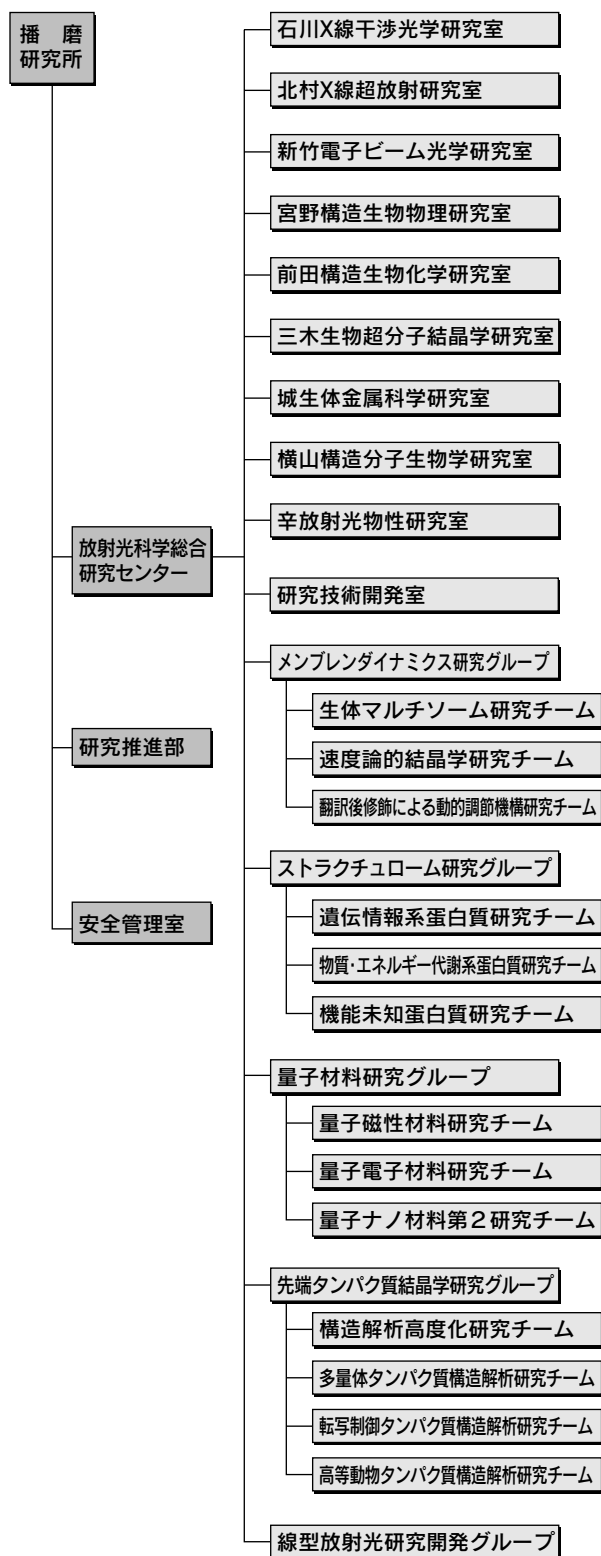 播 磨
研究所
石川X線干渉光学研究室
北村X線超放射研究室
新竹電子ビーム光学研究室
宮野構造生物物理研究室
前田構造生物化学研究室
三木生物超分子結晶学研究室
城生体金属科学研究室
横山構造分子生物学研究室
辛放射光物性研究室
放射光科学総合
研究センター
研究技術開発室
メンブレンダイナミクス研究グループ
生体マルチソーム研究チーム
研究推進部
速度論的結晶学研究チーム
翻訳後修飾による動的調節機構研究チーム
ストラクチュローム研究グループ
安全管理室
遺伝情報系蛋白質研究チーム
物質・エネルギー代謝系蛋白質研究チーム
機能未知蛋白質研究チーム
量子材料研究グループ
量子磁性材料研究チーム
量子電子材料研究チーム
量子ナノ材料第２研究チーム
先端タンパク質結晶学研究グループ
構造解析高度化研究チーム
多量体タンパク質構造解析研究チーム
転写制御タンパク質構造解析研究チーム
高等動物タンパク質構造解析研究チーム
線型放射光研究開発グループ